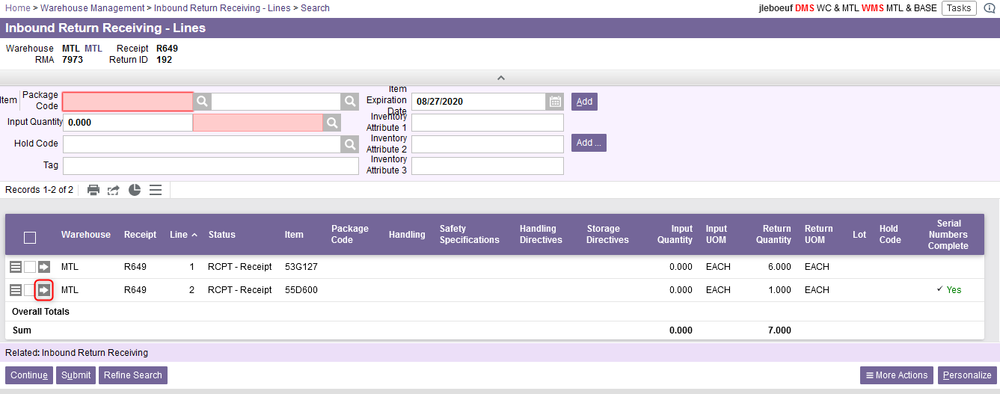 Home > Warehouse Management > Inbound Return Receiving - Lines > Search
jleboeuf DMS WC & MTL WMS MTL & BASE Tasks
Inbound Return Receiving - Lines
Warehouse MTL MTL Receipt R649
RMA 7973 Return ID 192
Item Package Code
Item Expiration Date 08/27/2020 Add
Input Quantity 0.000
Inventory Attribute 1
Hold Code
Inventory Attribute 2 Add ...
Tag
Inventory Attribute 3
Records 1-2 of 2
Warehouse Receipt Line Status Item Package Code Handling Safety Specifications Handling Directives Storage Directives Input Quantity Input UOM Return Quantity Return UOM Lot Hold Code Serial Numbers Complete
MTL R649 1 RCPT - Receipt 53G127 0.000 EACH 6.000 EACH
MTL R649 2 RCPT - Receipt 55D600 0.000 EACH 1.000 EACH ✓ Yes
Overall Totals
Sum 0.000 7.000
Related: Inbound Return Receiving
Continue Submit Refine Search More Actions Personalize